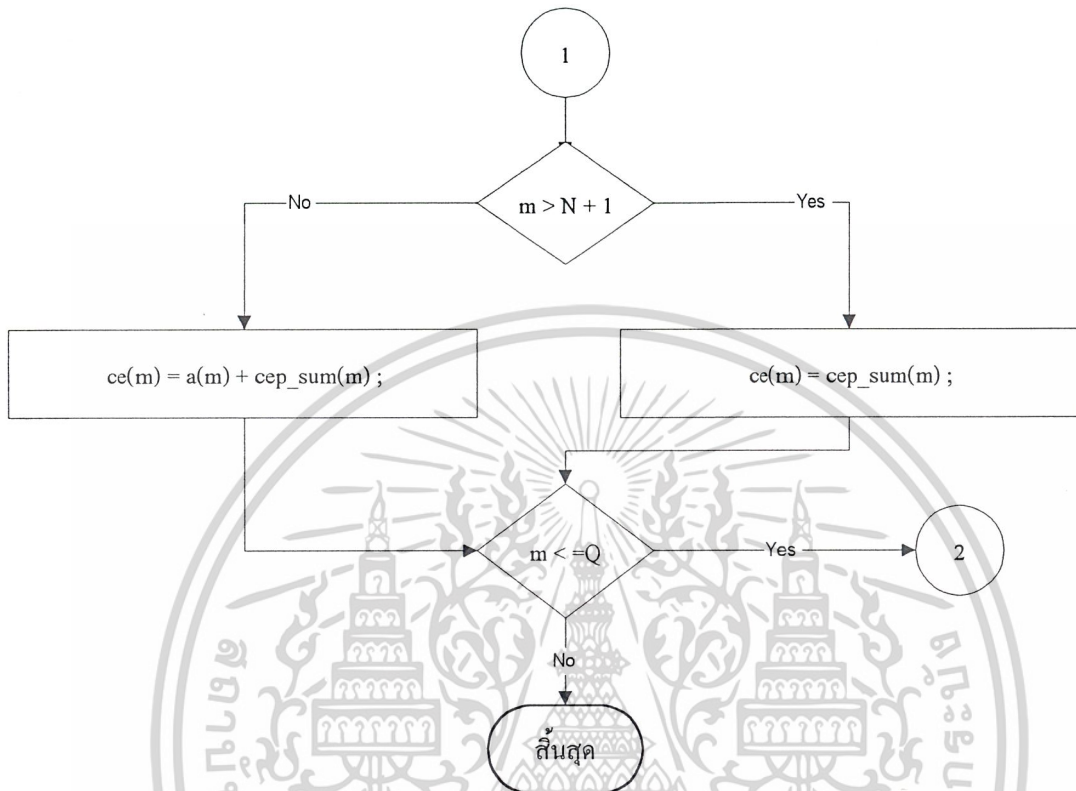 1
m > N + 1
No
Yes
ce(m) = a(m) + cep_sum(m) ;
ce(m) = cep_sum(m) ;
m < =Q
Yes
2
No
สิ้นสุด